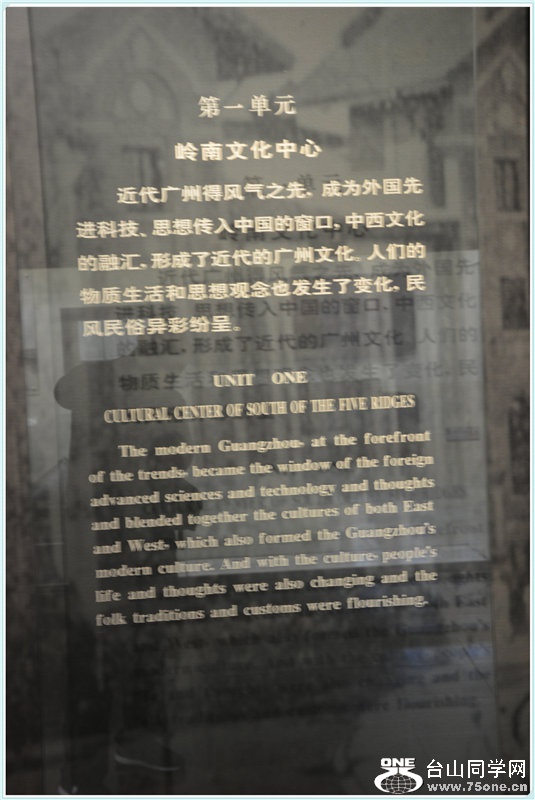 第一单元
岭南文化中心
近代广州得风气之先，成为外国先
进科技、思想传入中国的窗口，中西文化
的融汇，形成了近代的广州文化。人们的
物质生活和思想观念也发生了变化，民
风民俗异彩纷呈。
UNIT ONE
CULTURAL CENTER OF SOUTH OF THE FIVE RIDGES
The modern Guangzhou- at the forefront
of the trends- became the window of the foreign
advanced sciences and technology and thoughts
and blended together the cultures of both East
and West- which also formed the Guangzhou's
modern culture. And with the culture- people's
life and thoughts were also changing and the
folk traditions and customs were flourishing.
ONE
75
台山同学网
www.75one.cn